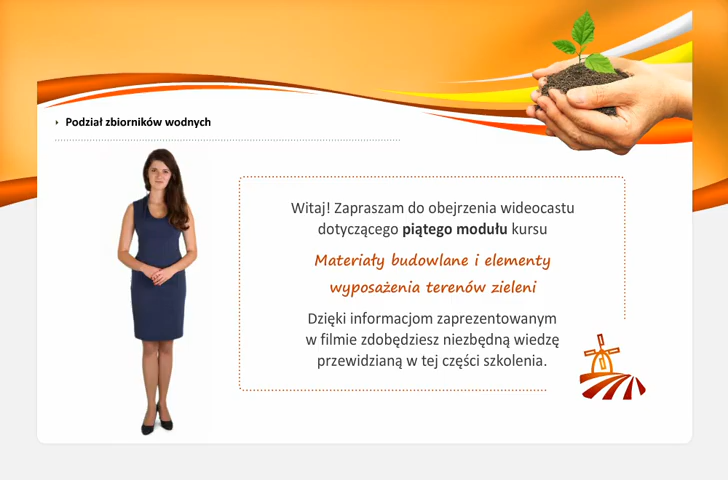 Podział zbiorników wodnych
Witaj! Zapraszam do obejrzenia wideocastu
dotyczącego piątego modułu kursu
Materiały budowlane i elementy
wyposażenia terenów zieleni
Dzięki informacjom zaprezentowanym
w filmie zdobędziesz niezbędną wiedzę
przewidzianą w tej części szkolenia.